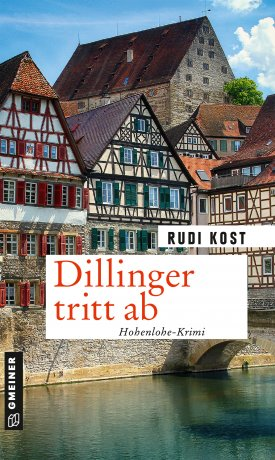 RUDI KOST
Dillinger
tritt ab
Hohenlohe-Krimi
GMEINER